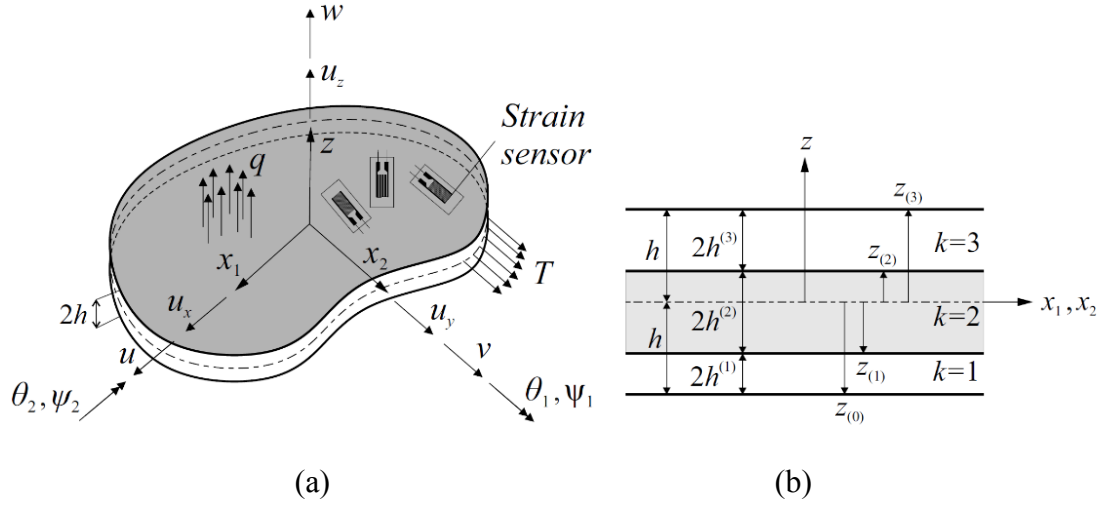 w
u_z
Strain
sensor
z
q
x_1
x_2
T
2h
u_x
u_y
u
v
θ_2, ψ_2
θ_1, ψ_1
(a)
z
z_(3)
h
2h^(3)
k=3
z_(2)
x_1, x_2
2h^(2)
k=2
h
z_(1)
2h^(1)
k=1
z_(0)
(b)